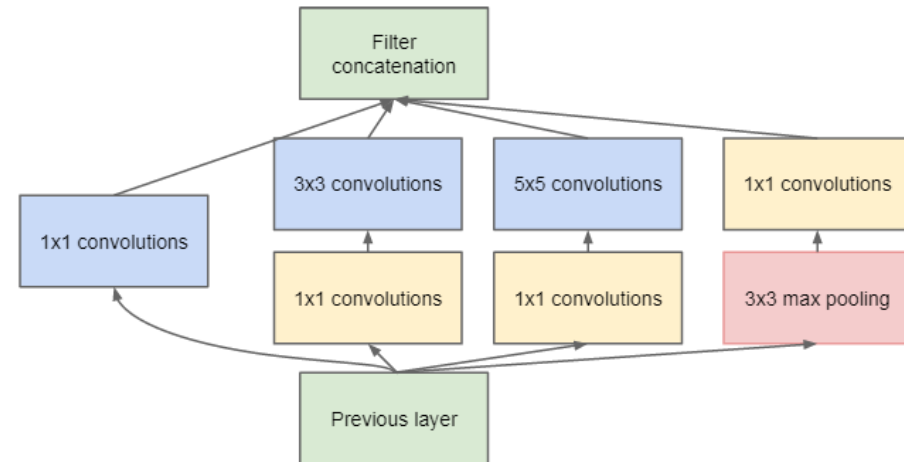 Filter
concatenation
3x3 convolutions
5x5 convolutions
1x1 convolutions
1x1 convolutions
1x1 convolutions
1x1 convolutions
3x3 max pooling
Previous layer